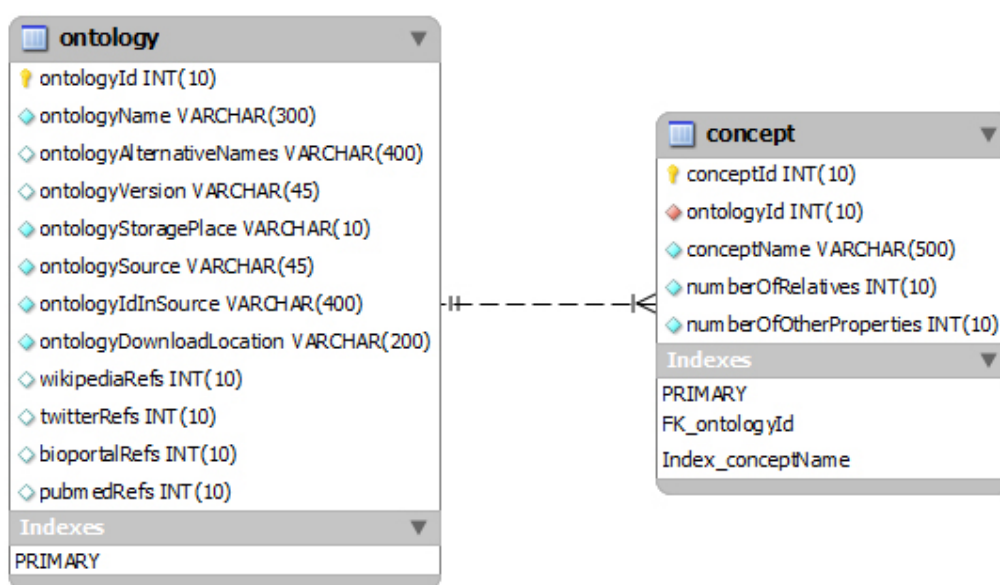 ontology
ontologyId INT(10)
ontologyName VARCHAR(300)
ontologyAlternativeNames VARCHAR(400)
ontologyVersion VARCHAR(45)
ontologyStoragePlace VARCHAR(10)
ontologySource VARCHAR(45)
ontologyIdInSource VARCHAR(400)
ontologyDownloadLocation VARCHAR(200)
wikipediaRefs INT(10)
twitterRefs INT(10)
bioportalRefs INT(10)
pubmedRefs INT(10)
Indexes
PRIMARY
concept
conceptId INT(10)
ontologyId INT(10)
conceptName VARCHAR(500)
numberOfRelatives INT(10)
numberOfOtherProperties INT(10)
Indexes
PRIMARY
FK_ontologyId
Index_conceptName